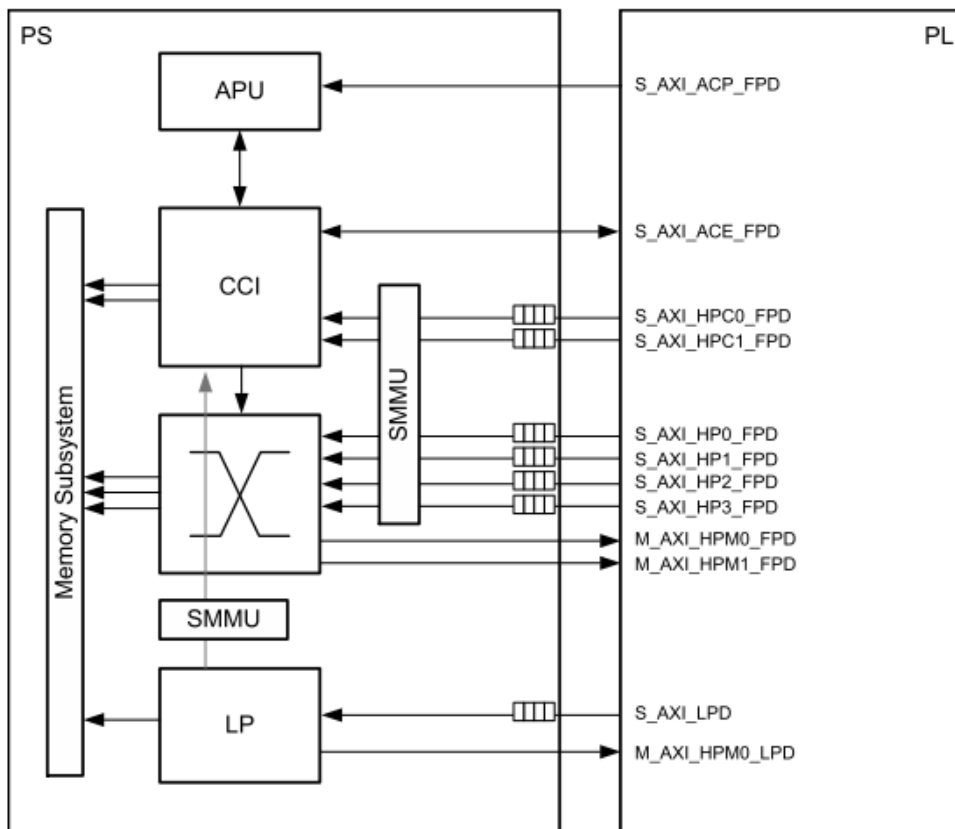 PS
PL
APU
S_AXI_ACP_FPD
CCI
S_AXI_ACE_FPD
S_AXI_HPC0_FPD
S_AXI_HPC1_FPD
SMMU
Memory Subsystem
S_AXI_HP0_FPD
S_AXI_HP1_FPD
S_AXI_HP2_FPD
S_AXI_HP3_FPD
M_AXI_HPM0_FPD
M_AXI_HPM1_FPD
SMMU
LP
S_AXI_LPD
M_AXI_HPM0_LPD